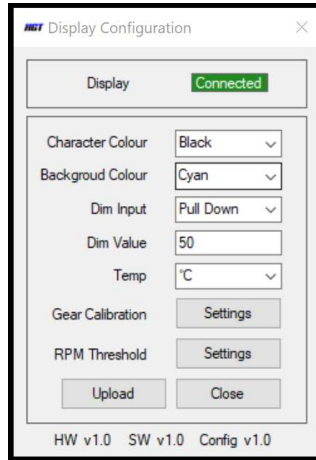 HGT Display Configuration
Display Connected
Character Colour Black
Backgroud Colour Cyan
Dim Input Pull Down
Dim Value 50
Temp °C
Gear Calibration Settings
RPM Threshold Settings
Upload Close
HW v1.0 SW v1.0 Config v1.0